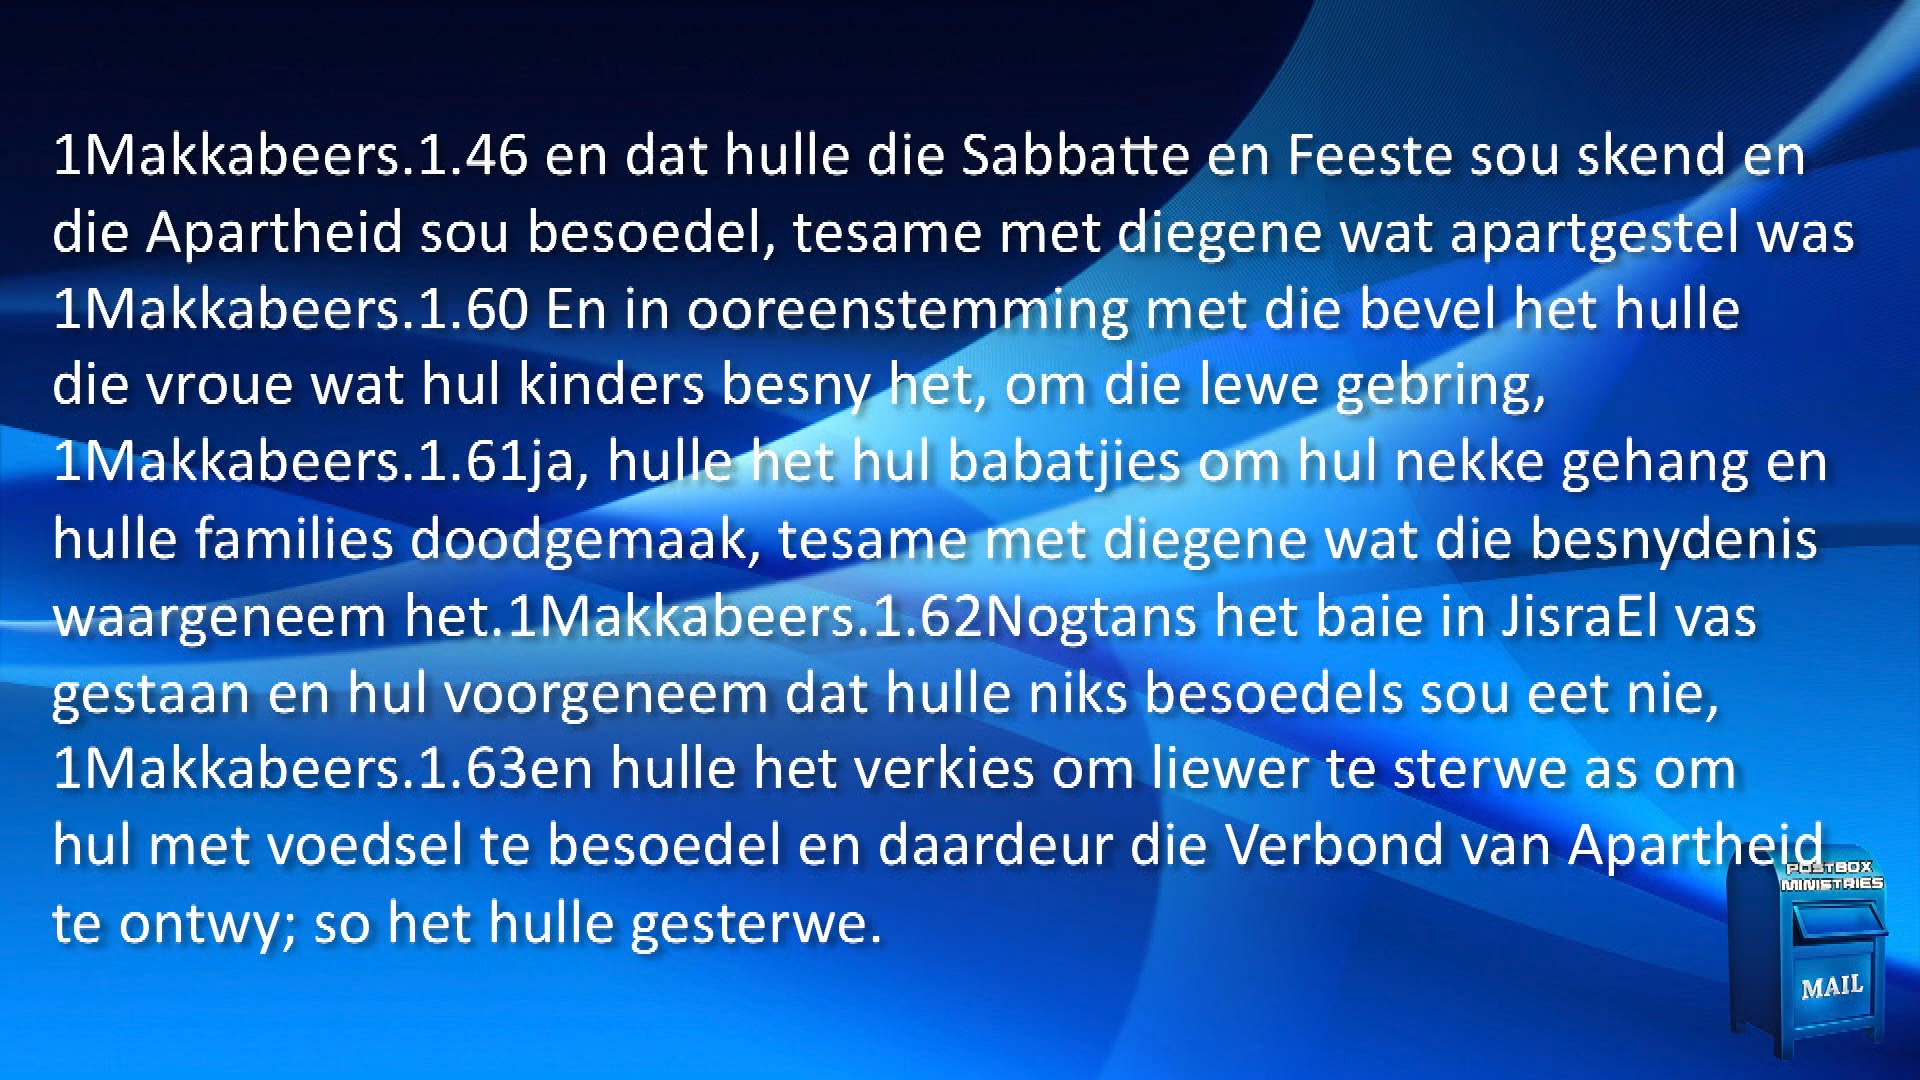 1Makkabeers.1.46 en dat hulle die Sabbatte en Feeste sou skend en
die Apartheid sou besoedel, tesame met diegene wat apartgestel was
1Makkabeers.1.60 En in ooreenstemming met die bevel het hulle
die vroue wat hul kinders besny het, om die lewe gebring,
1Makkabeers.1.61ja, hulle het hul babatjies om hul nekke gehang en
hulle families doodgemaak, tesame met diegene wat die besnydenis
waargeneem het.1Makkabeers.1.62Nogtans het baie in JisraEl vas
gestaan en hul voorgeneem dat hulle niks besoedels sou eet nie,
1Makkabeers.1.63en hulle het verkies om liewer te sterwe as om
hul met voedsel te besoedel en daardeur die Verbond van Apartheid
te ontwy; so het hulle gesterwe.
POSTBOX
MINISTRIES
MAIL